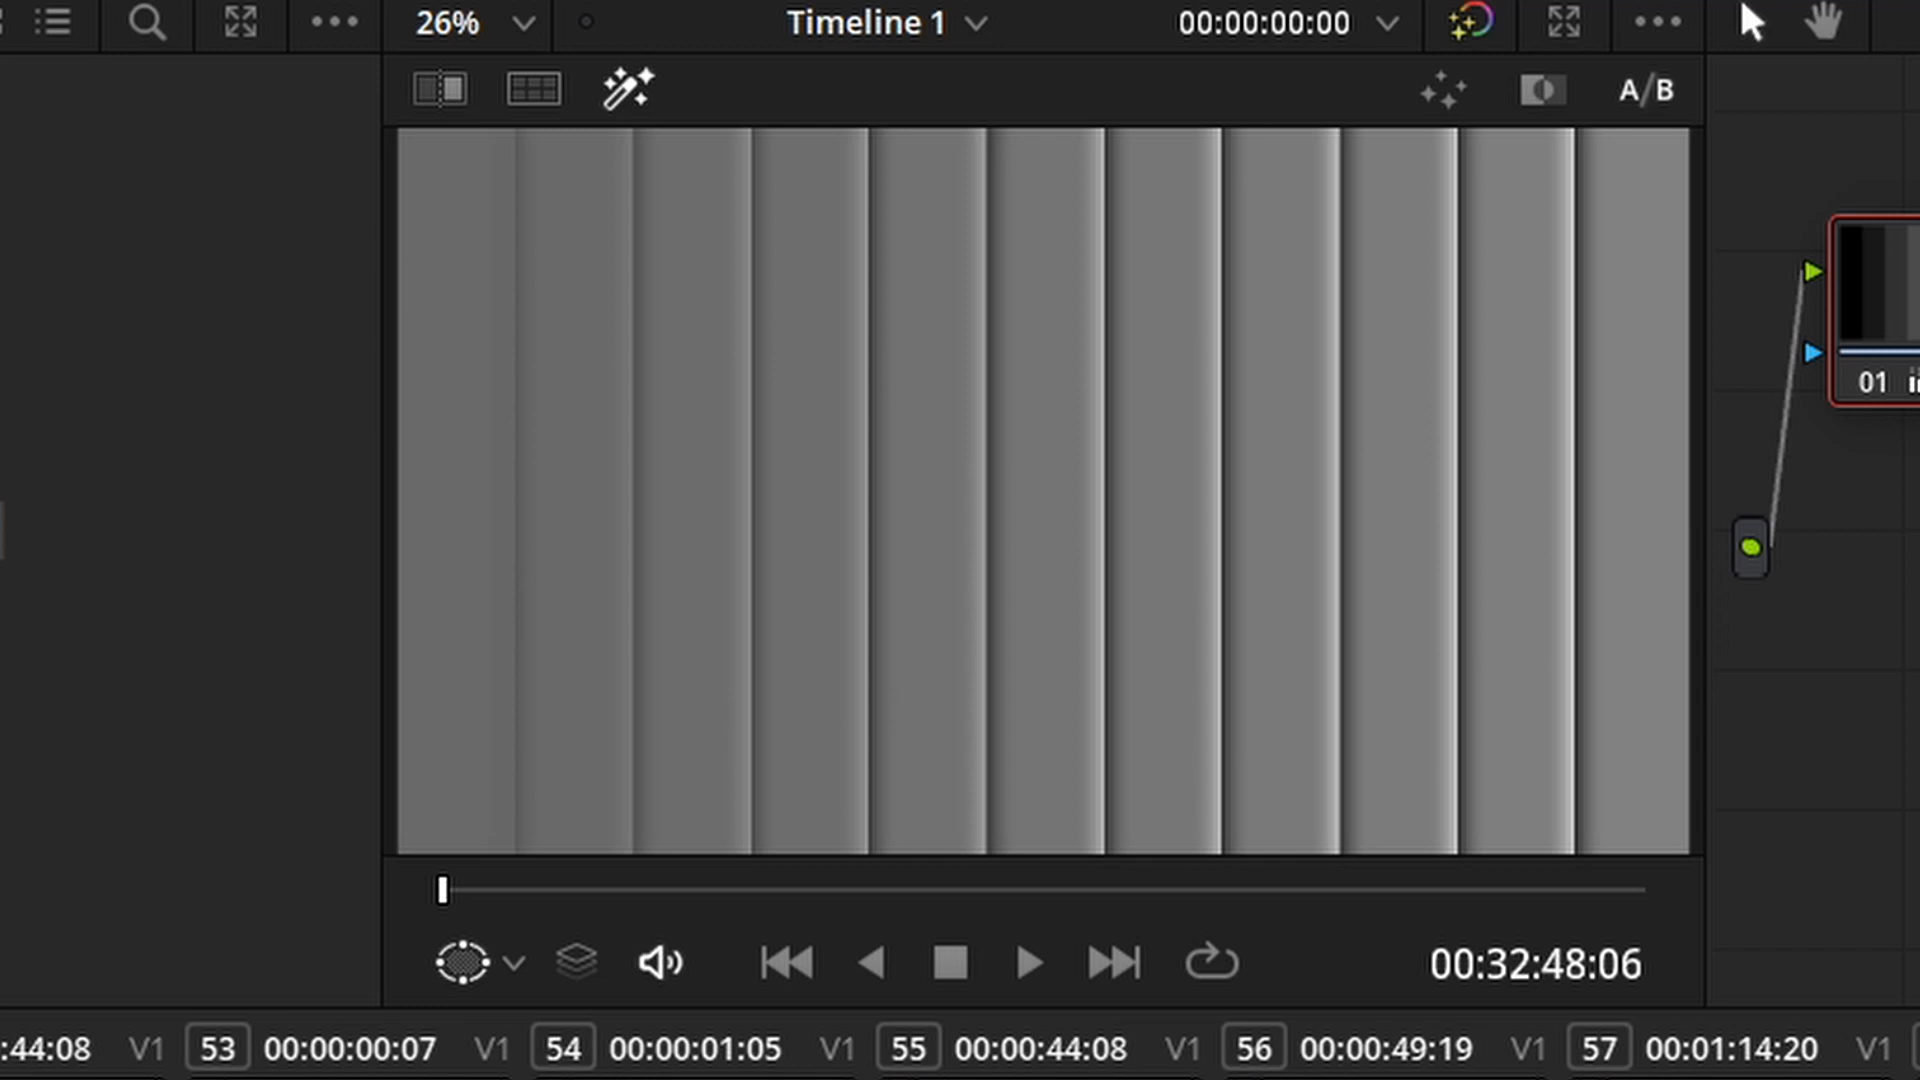 26% Timeline 1 00:00:00:00
A/B
01
00:32:48:06
:44:08 V1 53 00:00:00:07 V1 54 00:00:01:05 V1 55 00:00:44:08 V1 56 00:00:49:19 V1 57 00:01:14:20 V1